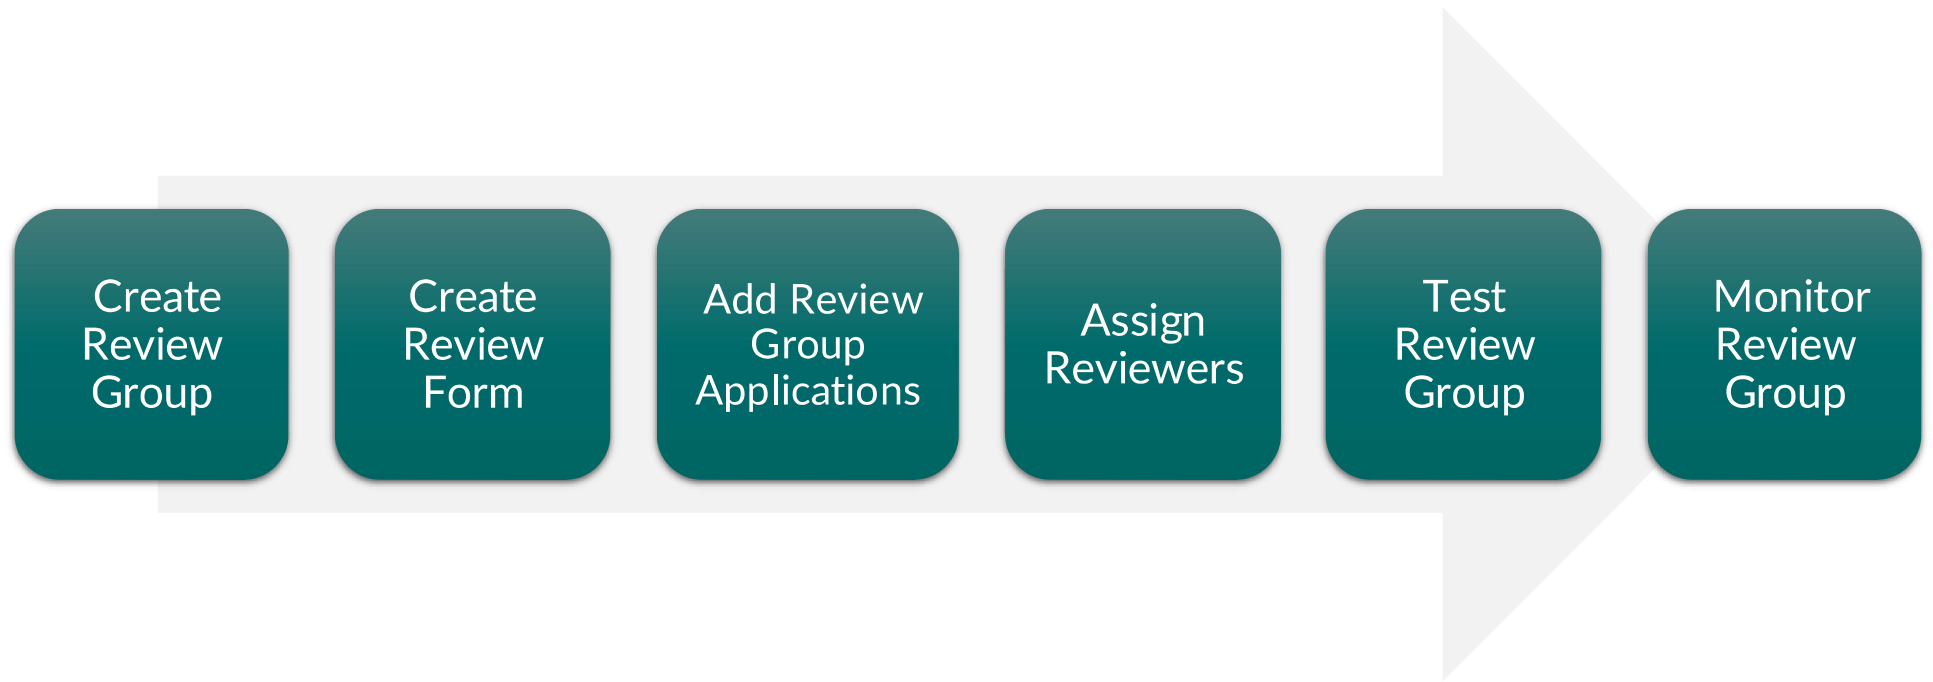 Create
Review
Group
Create
Review
Form
Add Review
Group
Applications
Assign
Reviewers
Test
Review
Group
Monitor
Review
Group